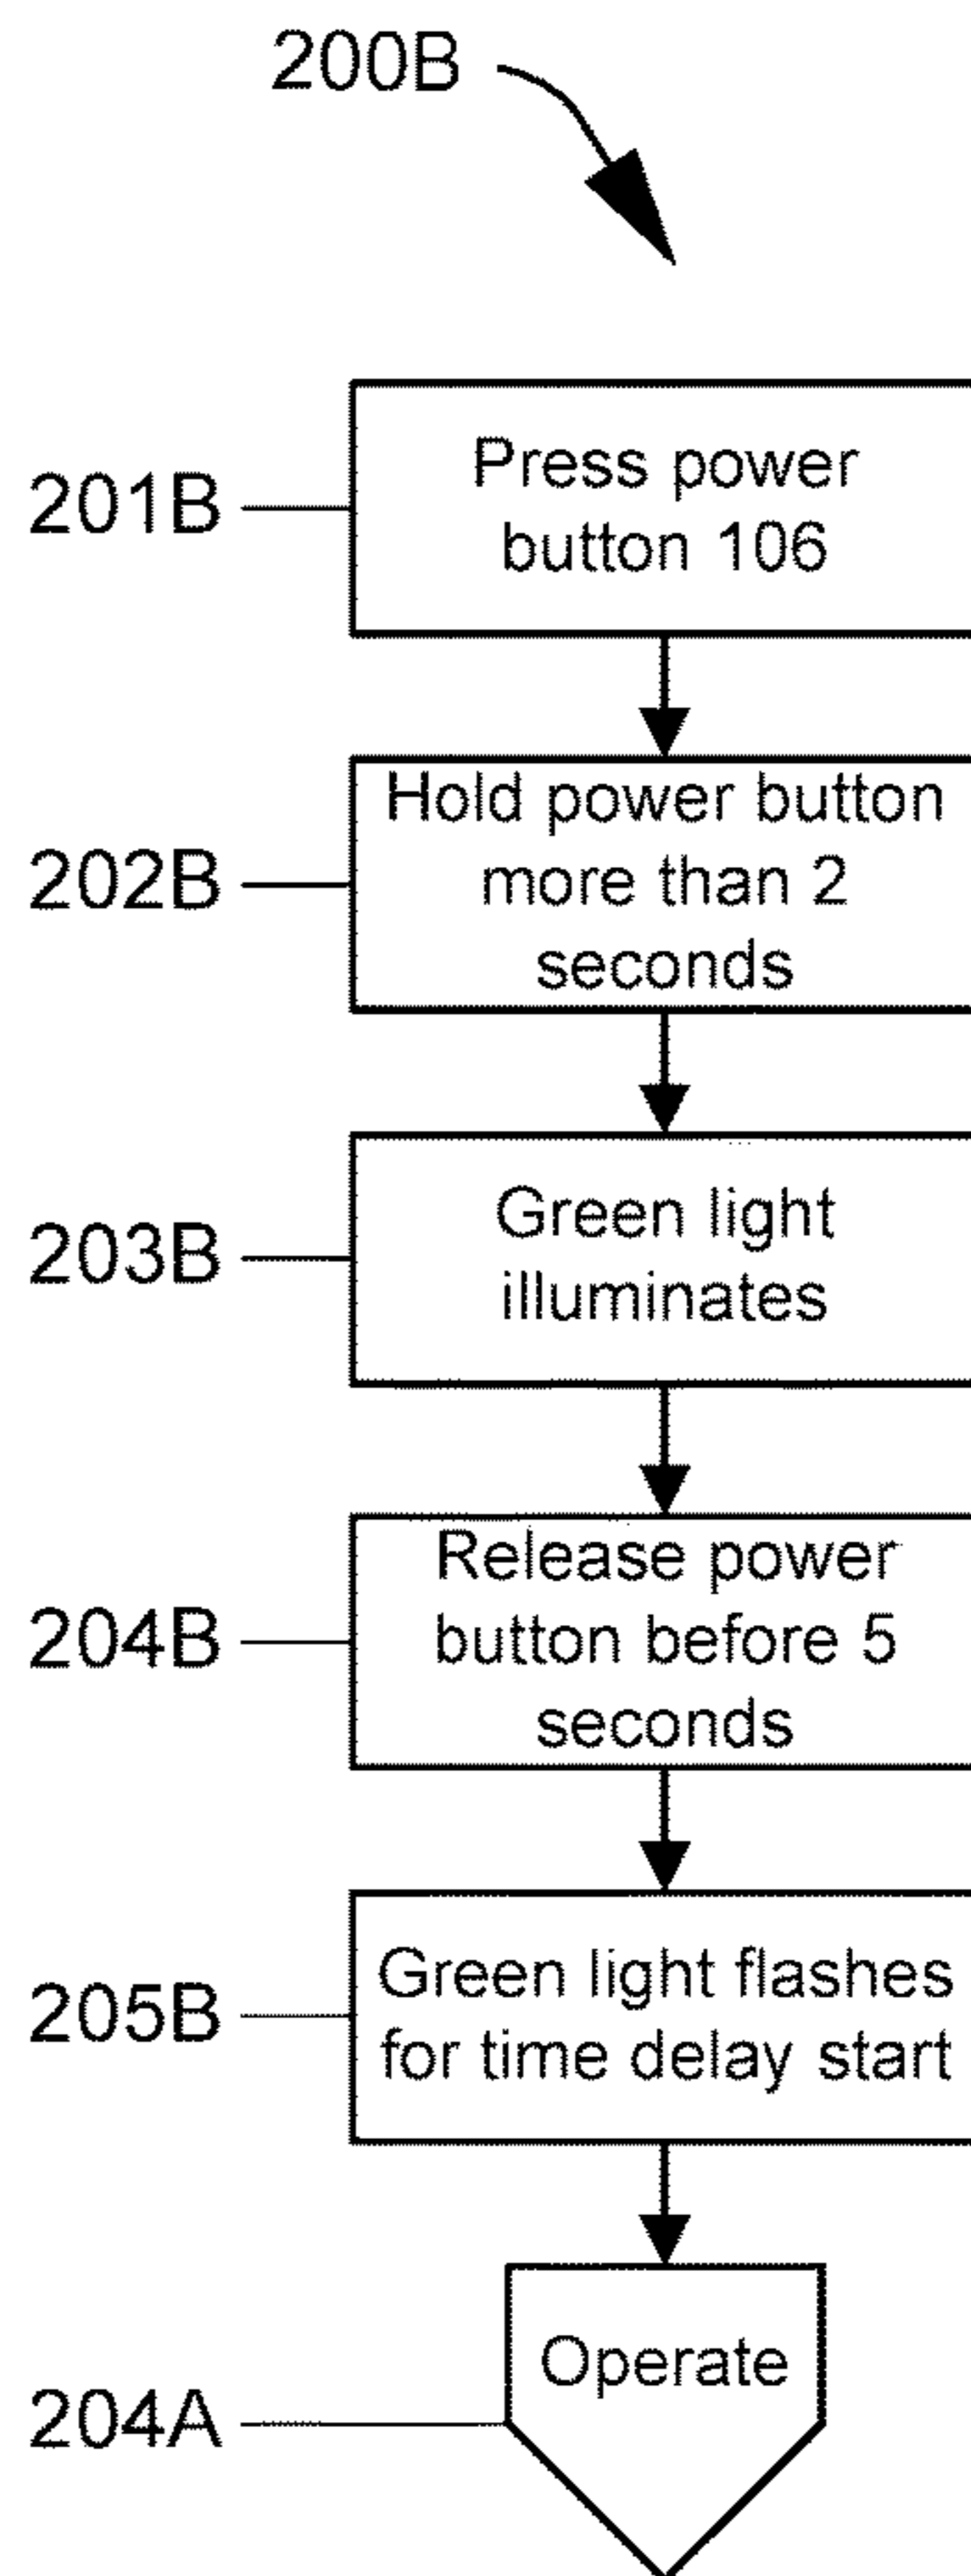 200B
201B
Press power
button 106
202B
Hold power button
more than 2
seconds
203B
Green light
illuminates
204B
Release power
button before 5
seconds
205B
Green light flashes
for time delay start
204A
Operate